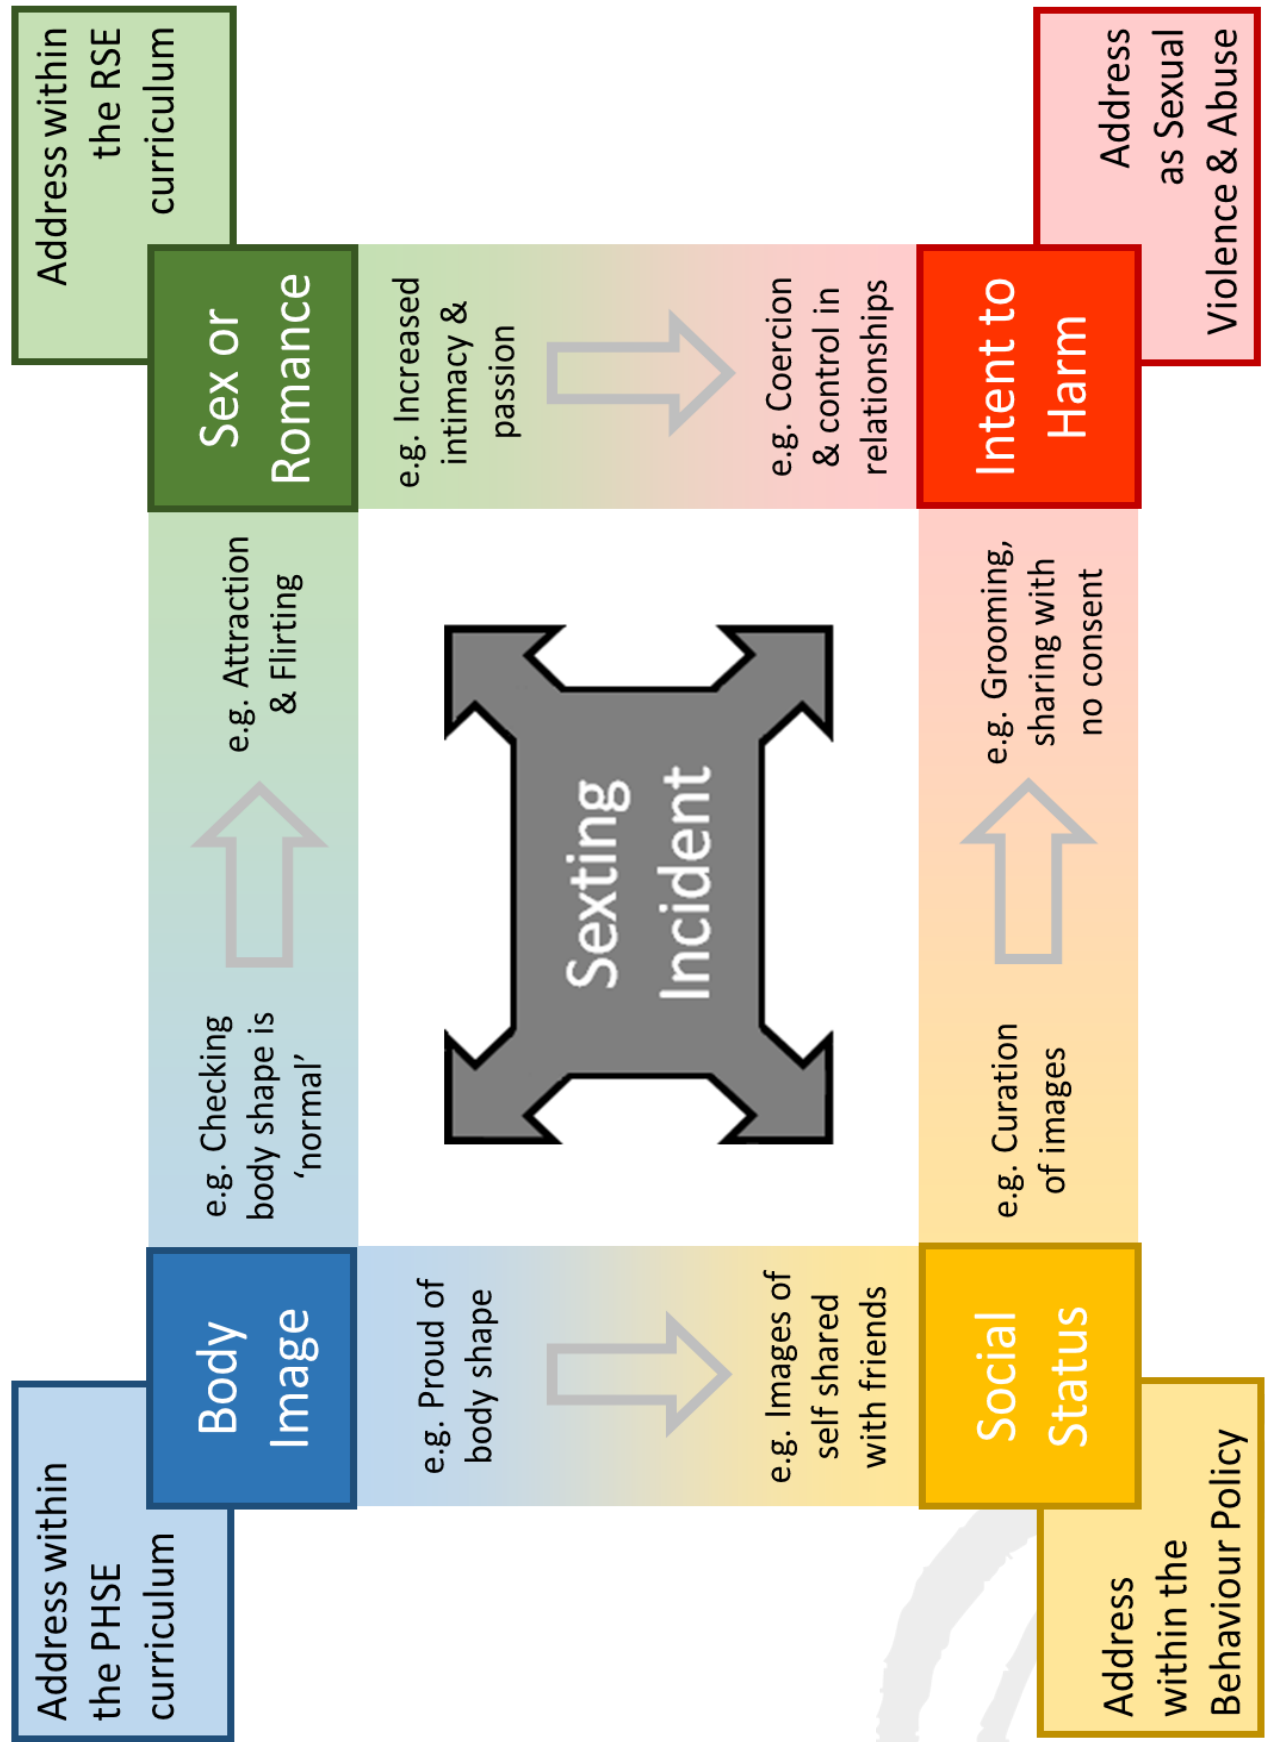 Address within
the PHSE
curriculum
Body
Image
e.g. Checking
body shape is
‘normal’
e.g. Attraction
& Flirting
Sex or
Romance
Address within
the RSE
curriculum
e.g. Proud of
body shape
e.g. Images of
self shared
with friends
Sexting
Incident
e.g. Increased
intimacy &
passion
e.g. Coercion
& control in
relationships
Social
Status
Address
within the
Behaviour Policy
e.g. Curation
of images
e.g. Grooming,
sharing with
no consent
Intent to
Harm
Address
as Sexual
Violence & Abuse